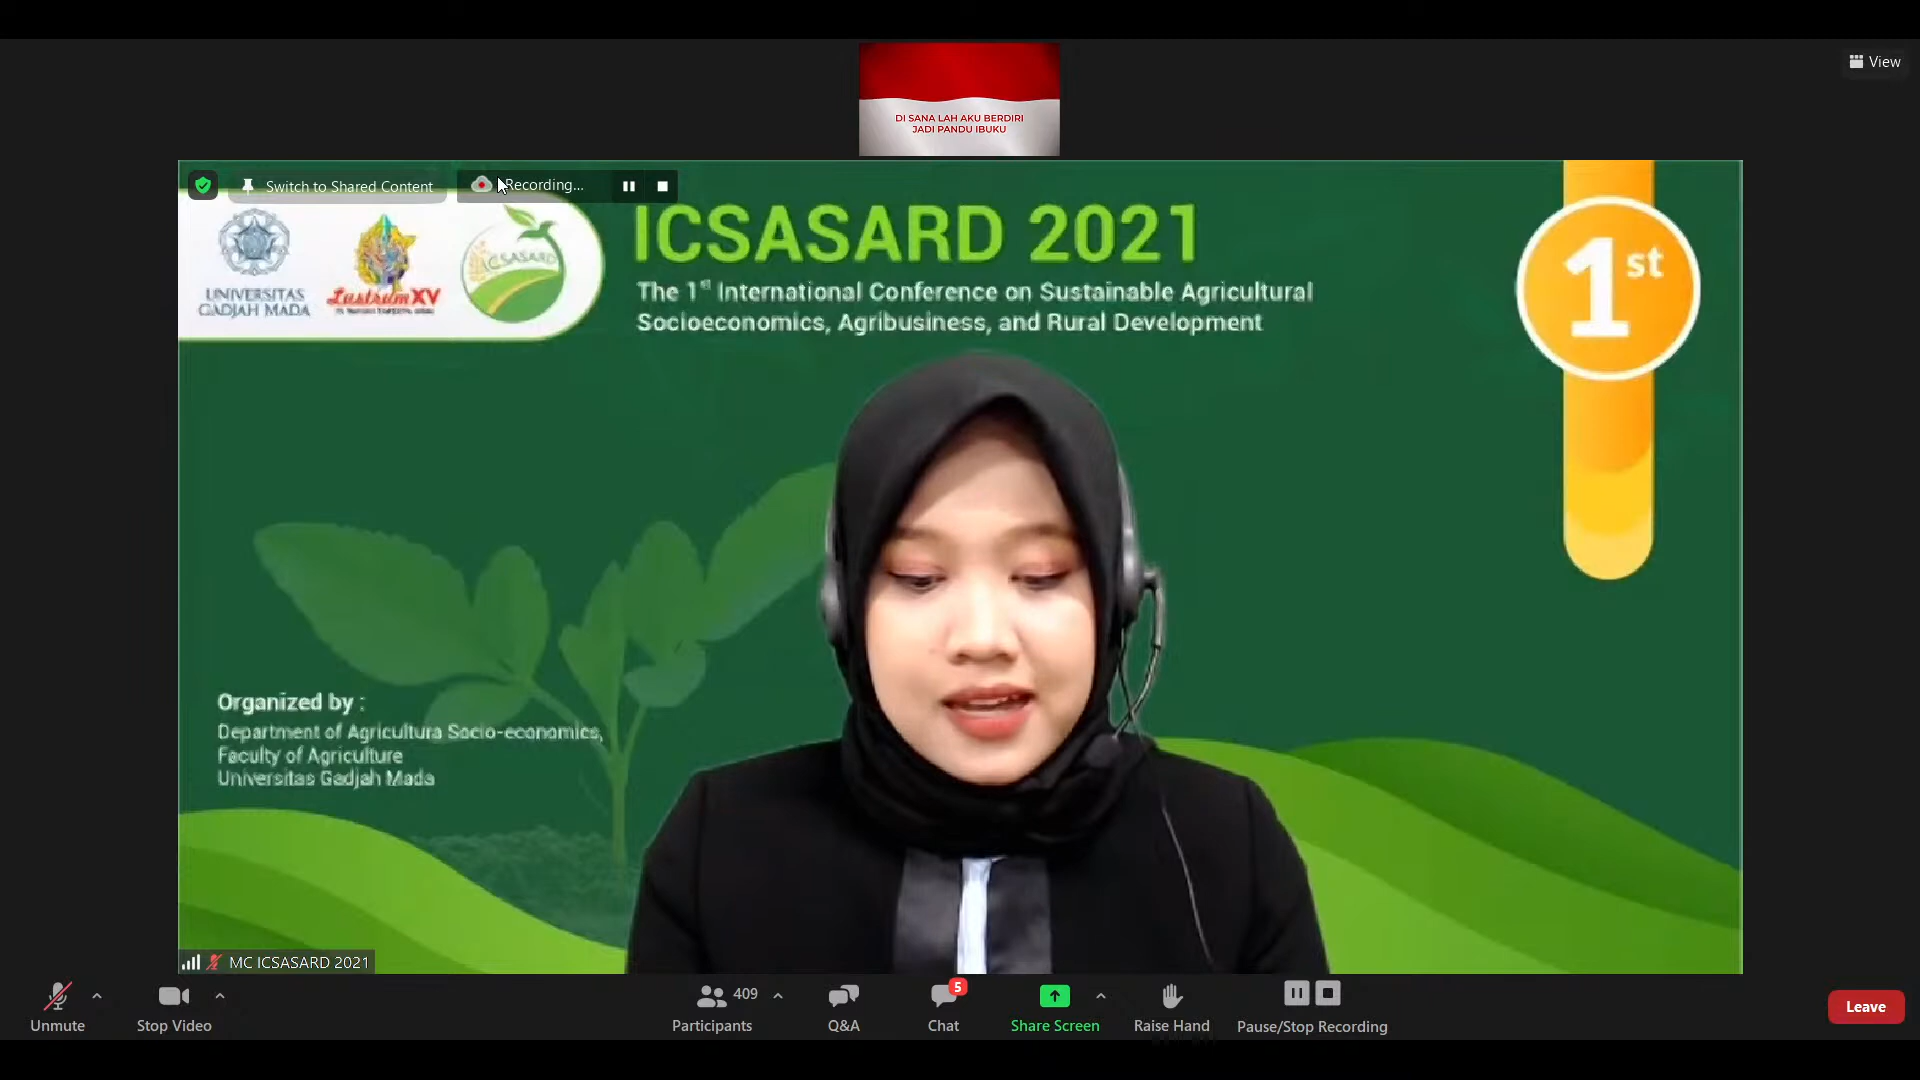 View
DI SANA LAH AKU BERDIRI
JADI PANDU IBUKU
Switch to Shared Content
Recording...
UNIVERSITAS
GADJAH MADA
Lustrum XV
ICSASARD
ICSASARD 2021
The 1st International Conference on Sustainable Agricultural
Socioeconomics, Agribusiness, and Rural Development
1st
Organized by :
Department of Agricultura Socio-economics,
Faculty of Agriculture
Universitas Gadjah Mada
MC ICSASARD 2021
Unmute
Stop Video
409
Participants
Q&A
5
Chat
Share Screen
Raise Hand
Pause/Stop Recording
Leave